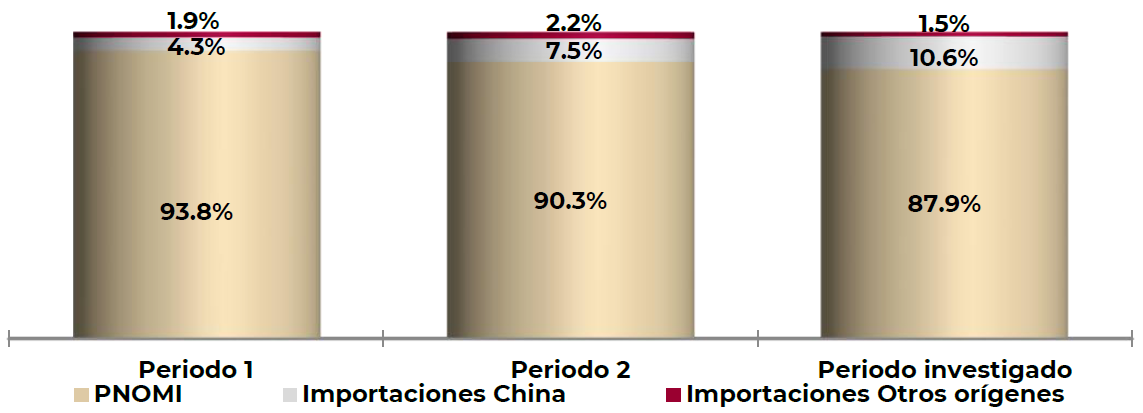 1.9% 2.2% 1.5%
4.3% 7.5% 10.6%
93.8% 90.3% 87.9%
Periodo 1 Periodo 2 Periodo investigado
PNOMI Importaciones China Importaciones Otros orígenes